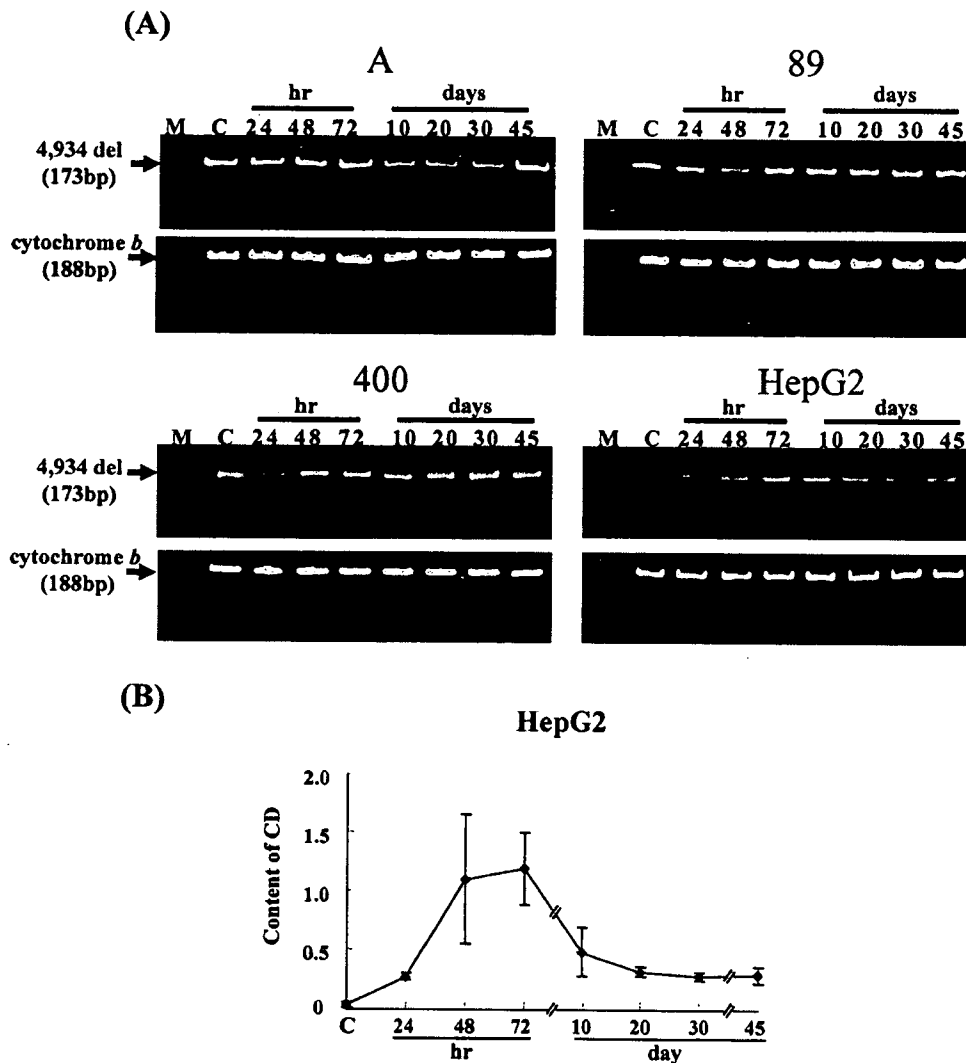 (A)
A
hr days
M C 24 48 72 10 20 30 45
4,934 del
(173bp)
cytochrome b
(188bp)
89
hr days
M C 24 48 72 10 20 30 45
400
hr days
M C 24 48 72 10 20 30 45
4,934 del
(173bp)
cytochrome b
(188bp)
HepG2
hr days
M C 24 48 72 10 20 30 45
(B)
HepG2
Content of CD
2.0
1.5
1.0
0.5
0
C 24 48 72 10 20 30 45
hr day